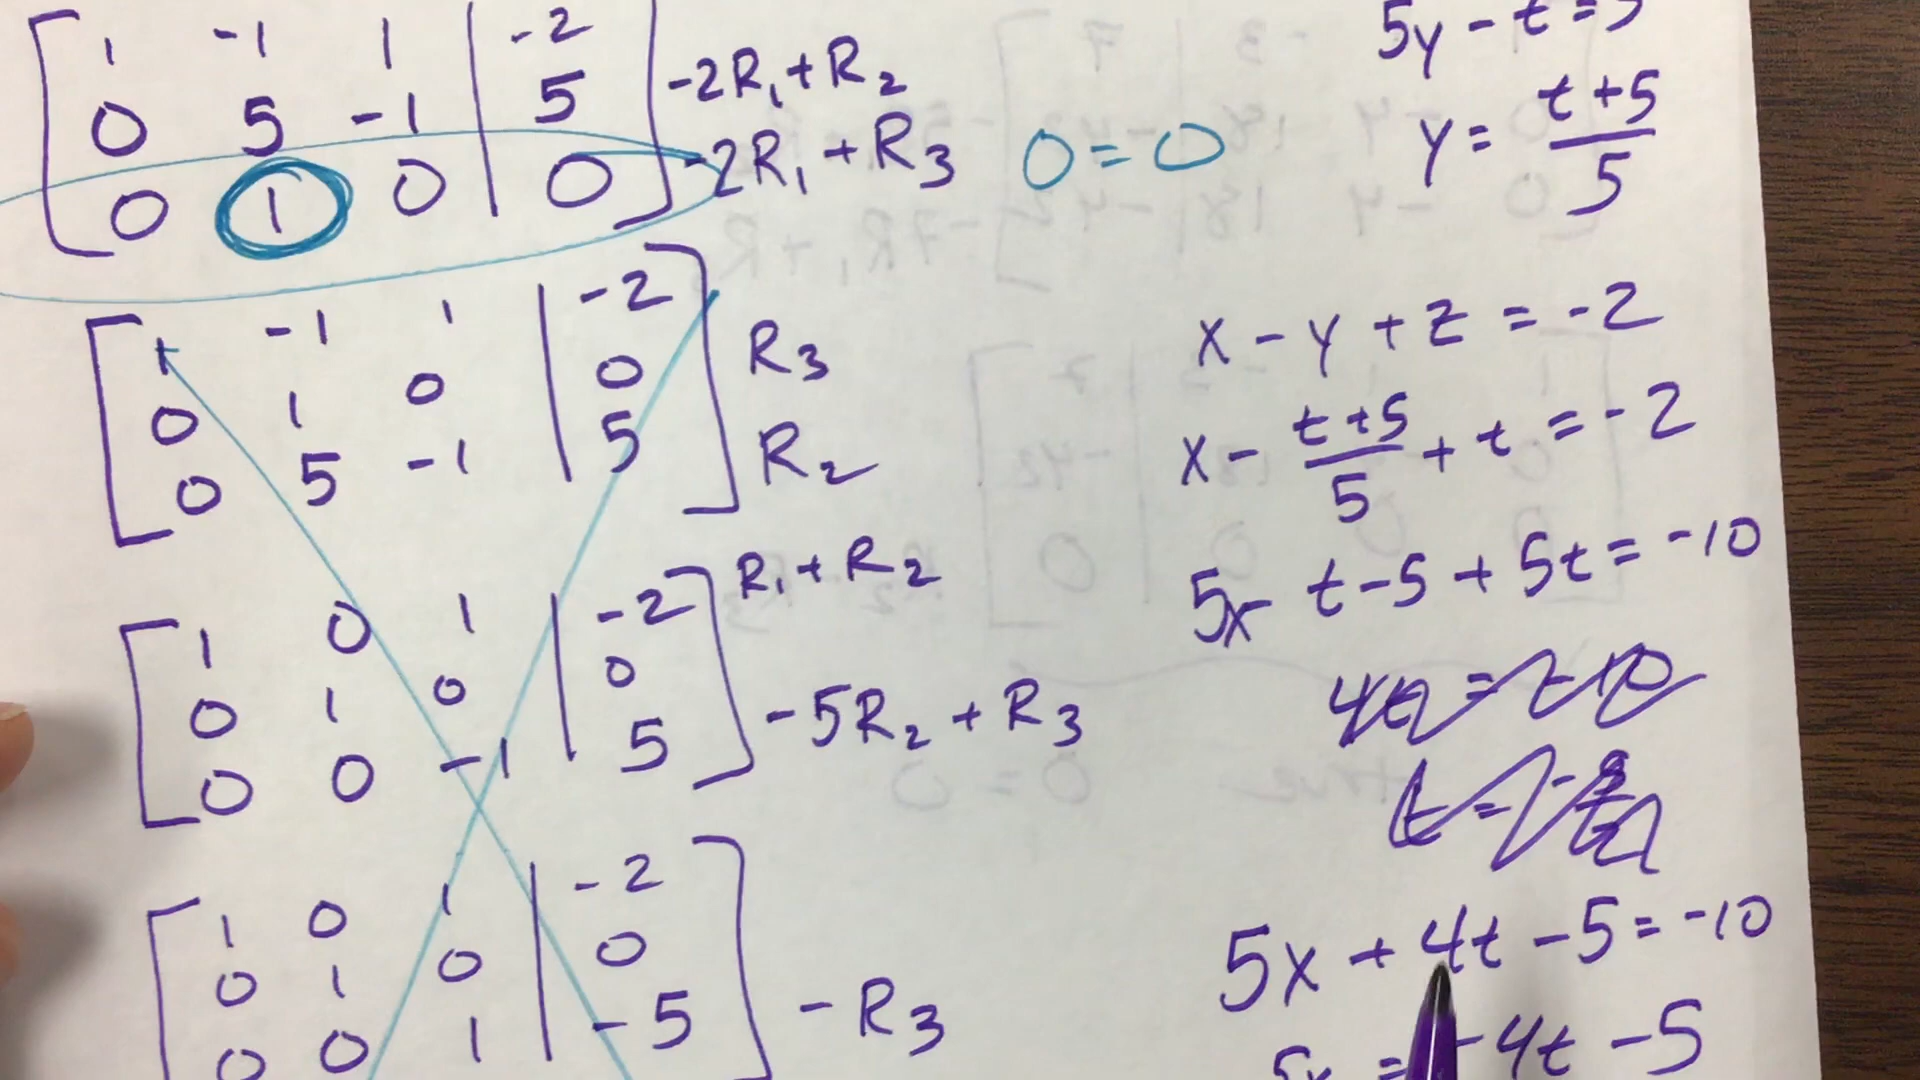 1 -1 1 | -2
0 5 -1 | 5 -2R₁+R₂
0 1 0 | 0 -2R₁+R₃ 0=0
1 -1 1 | -2
0 1 0 | 0 R₃
0 5 -1 | 5 R₂
1 0 1 | -2 R₁+R₂
0 1 0 | 0
0 0 -1 | 5 -5R₂+R₃
1 0 1 | -2
0 1 0 | 0
0 0 1 | -5 -R₃
5y-t=5
y= t+5/5
x-y+z=-2
x- t+5/5 +t=-2
5x- t-5+5t=-10
5x+4t-5=-10
5x = -4t-5